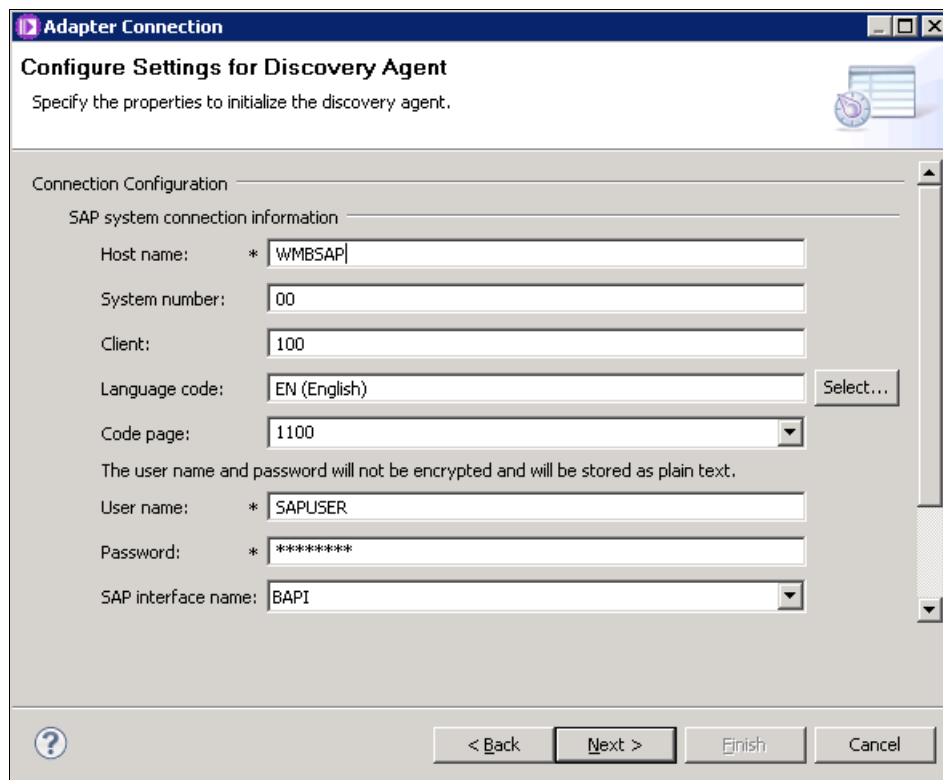 Adapter Connection
Configure Settings for Discovery Agent
Specify the properties to initialize the discovery agent.
Connection Configuration
SAP system connection information
Host name: * WMBSAP
System number: 00
Client: 100
Language code: EN (English) Select...
Code page: 1100
The user name and password will not be encrypted and will be stored as plain text.
User name: * SAPUSER
Password: * ********
SAP interface name: BAPI
? < Back Next > Finish Cancel